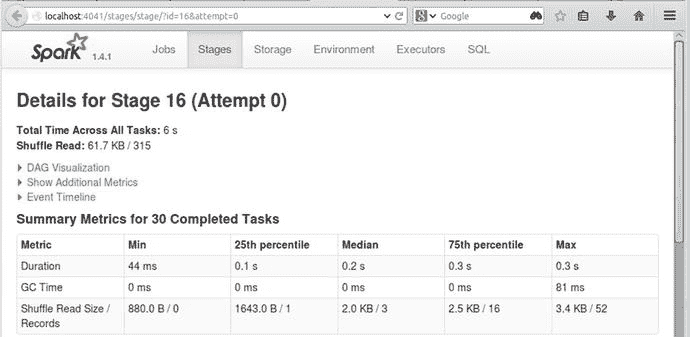 localhost:4041/stages/stage/?id=16&attempt=0
Google
Spark 1.4.1 Jobs Stages Storage Environment Executors SQL
Details for Stage 16 (Attempt 0)
Total Time Across All Tasks: 6 s
Shuffle Read: 61.7 KB / 315
DAG Visualization
Show Additional Metrics
Event Timeline
Summary Metrics for 30 Completed Tasks
Metric Min 25th percentile Median 75th percentile Max
Duration 44 ms 0.1 s 0.2 s 0.3 s 0.3 s
GC Time 0 ms 0 ms 0 ms 0 ms 81 ms
Shuffle Read Size / 880.0 B / 0 1643.0 B / 1 2.0 KB / 3 2.5 KB / 16 3.4 KB / 52
Records